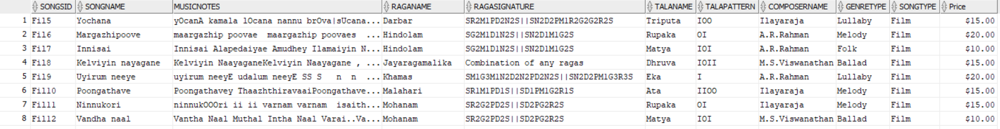 SONGSID SONGNAME MUSICNOTES RAGANAME RAGASIGNATURE TALANAME TALAPATTERN COMPOSERNAME GENRETYPE SONGTYPE Price
1 Fil5 Yochana yOcanA kamala lOcana nannu brOva|sUcana... Darbar SR2M1PD2N2S||SN2D2PM1R2G2G2R2S Triputa IOO Ilayaraja Lullaby Film $15.00
2 Fil6 Margazhipoove maargazhip poovae maargazhip poovaes ... Hindolam SG2M1D1N2S||SN2D1M1G2S Rupaka OI A.R.Rahman Melody Film $20.00
3 Fil7 Innisai Innisai Alapedaiyae Amudhey Ilamaiyin N... Hindolam SG2M1D1N2S||SN2D1M1G2S Matya IOI A.R.Rahman Folk Film $10.00
4 Fil8 Kelviyin nayagane Kelviyin NaayaganeKelviyin Naayagane , ... Jayaragamalika Combination of any ragas Dhruva IOII M.S.Viswanathan Ballad Film $15.00
5 Fil9 Uyirum neeye uyirum neeyE udalum neeyE SS S n n ... Khamas SM1G3M1N2D2N2PD2N2S||SN2D2PM1G3R3S Eka I A.R.Rahman Lullaby Film $20.00
6 Fil10 Poongathave Poongathavey ThaazhthiravaaiPoongathave... Malahari SR1M1PD1S||SD1PM1G2R1S Ata IIOO Ilayaraja Melody Film $15.00
7 Fil11 Ninnukori ninnukOOOri ii ii varnam varnam isaith... Mohanam SR2G2PD2S||SD2PG2R2S Rupaka OI Ilayaraja Melody Film $15.00
8 Fil12 Vandha naal Vantha Naal Muthal Intha Naal Varai..Va... Mohanam SR2G2PD2S||SD2PG2R2S Matya IOI M.S.Viswanathan Ballad Film $10.00